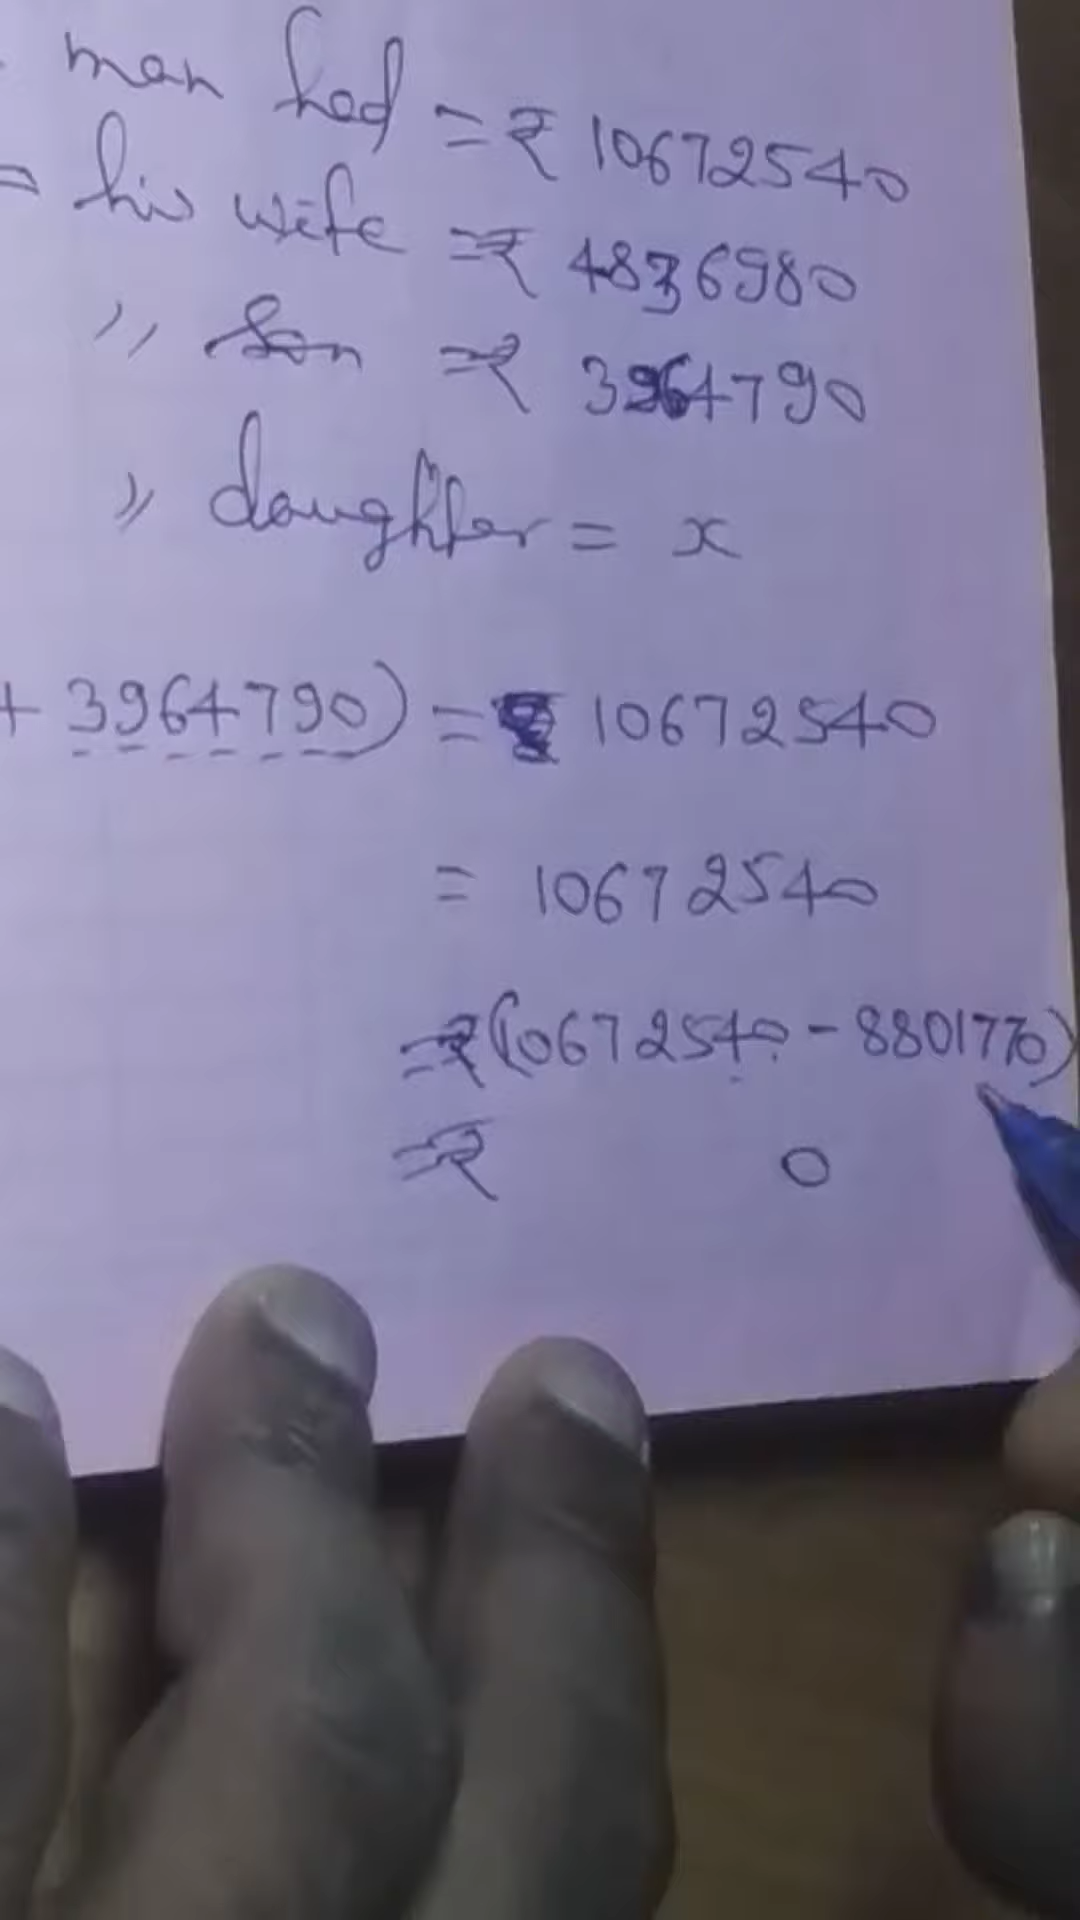 man had = ₹ 10672540
= his wife = ₹ 4836980
" son = ₹ 3964790
" daughter = x
+ 3964790) = 10672540
= 10672540
= ₹ (10672540 - 8801770)
= ₹ 0